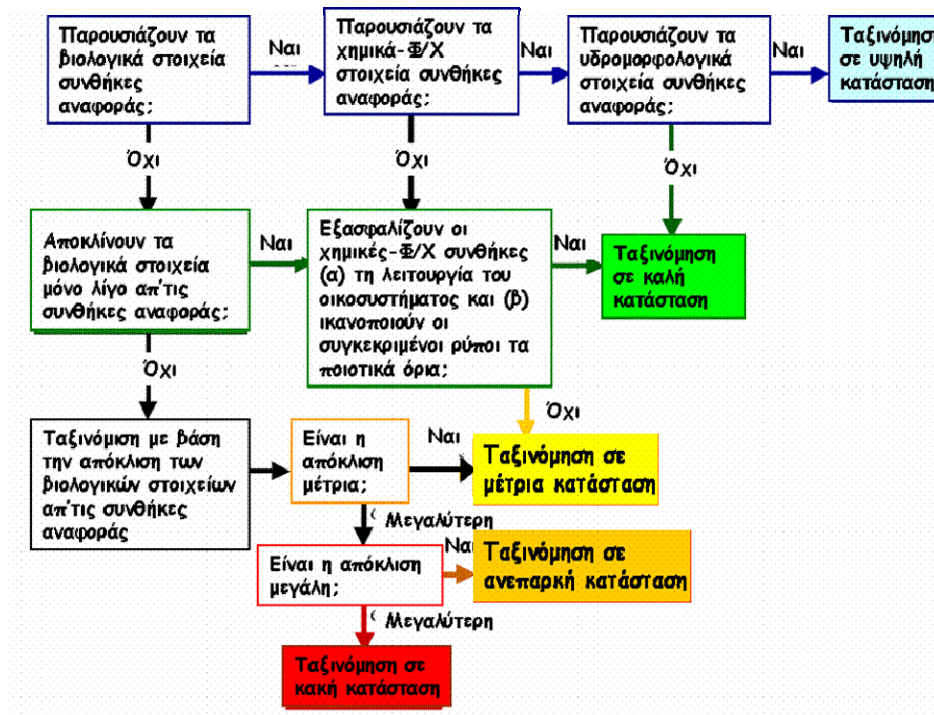 Παρουσιάζουν τα
βιολογικά στοιχεία
συνθήκες
αναφοράς;
Ναι
Παρουσιάζουν τα
χημικά-Φ/Χ
στοιχεία συνθήκες
αναφοράς;
Ναι
Παρουσιάζουν τα
υδρομορφολογικά
στοιχεία συνθήκες
αναφοράς;
Ναι
Ταξινόμηση
σε υψηλή
κατάσταση
Όχι
Όχι
Όχι
Αποκλίνουν τα
βιολογικά στοιχεία
μόνο λίγο απ'τις
συνθήκες αναφοράς;
Ναι
Εξασφαλίζουν οι
χημικές-Φ/Χ συνθήκες
(α) τη λειτουργία του
οικοσυστήματος και (β)
ικανοποιούν οι
συγκεκριμένοι ρύποι τα
ποιοτικά όρια;
Ναι
Ταξινόμηση
σε καλή
κατάσταση
Όχι
Όχι
Ταξινόμιση με βάση
την απόκλιση των
βιολογικών στοιχείων
απ'τις συνθήκες
αναφοράς
Είναι η
απόκλιση
μέτρια;
Ναι
Ταξινόμηση σε
μέτρια κατάσταση
Μεγαλύτερη
Είναι η απόκλιση
μεγάλη;
Ναι
Ταξινόμηση σε
ανεπαρκή κατάσταση
Μεγαλύτερη
Ταξινόμηση σε
κακή κατάσταση